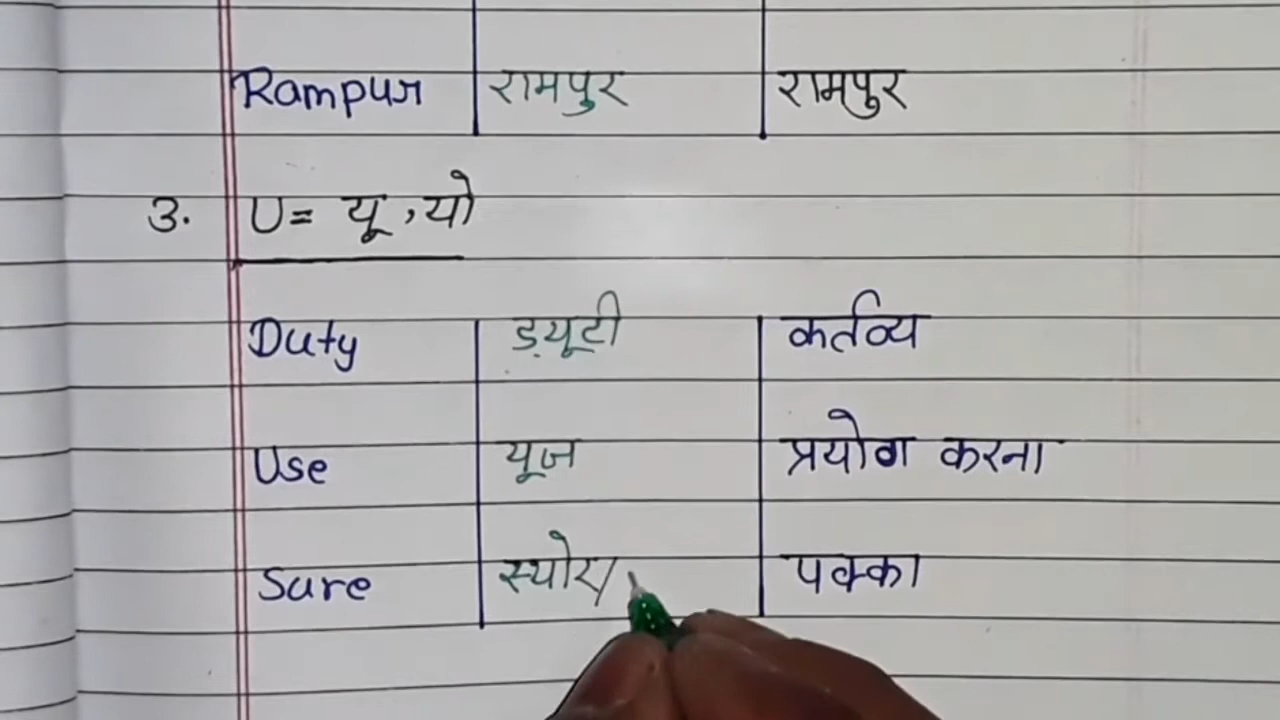 Rampur रामपुर रामपुर
3. U= यू, यो
Duty ड्यूटी कर्तव्य
Use यूज प्रयोग करना
Sure स्योर/ पक्का